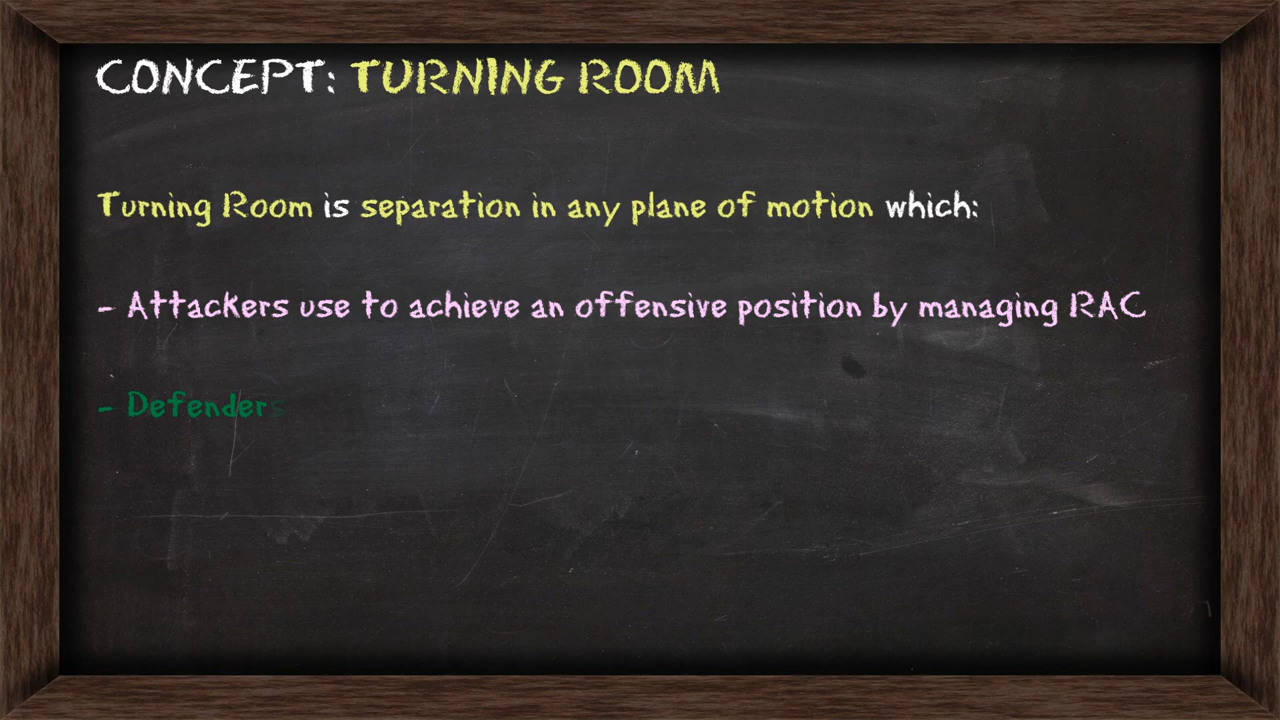 CONCEPT: TURNING ROOM
Turning Room is separation in any plane of motion which:
- Attackers use to achieve an offensive position by managing RAC
- Defenders